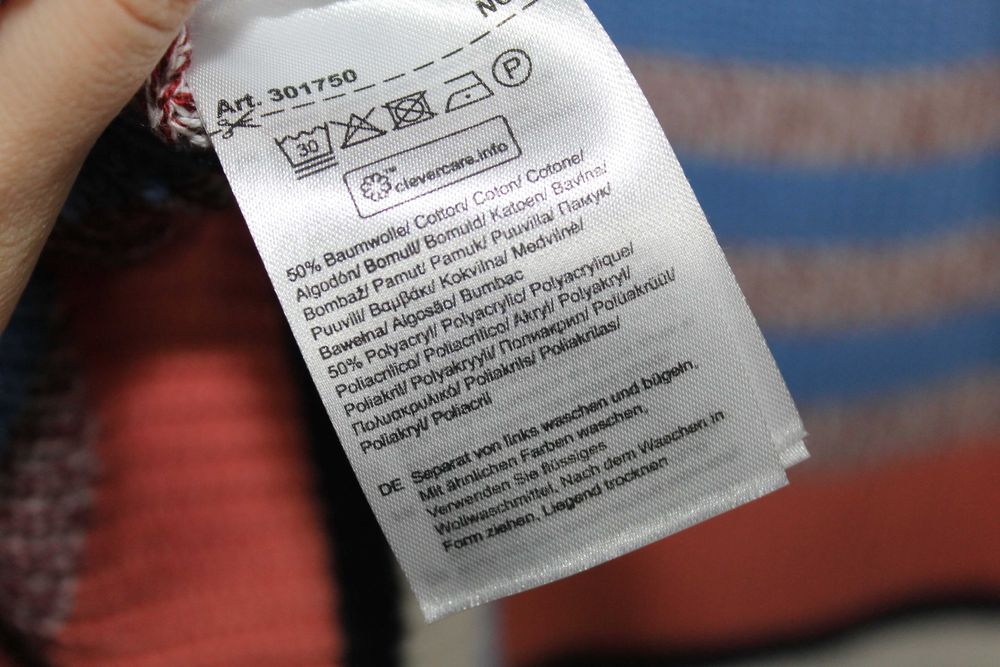 Art. 301750
30
P
clevercare.info
50% Baumwolle/ Cotton/ Coton/ Cotone/
Algodón/ Bomull/ Bomuld/ Katoen/ Bavlna/
Bombaž/ Pamut/ Pamuk/ Puuvilla/ Памук/
Puuvill/ Βαμβάκι/ Kokvilna/ Medvilnė/
Bawełna/ Algosão/ Bumbac
50% Polyacryl/ Polyacrylic/ Polyacrylique/
Poliacrílico/ Poliacrilico/ Akryl/ Polyakryl/
Poliakril/ Polyakryyli/ Полиакрил/ Polüakrüül/
Πολυακρυλικό/ Poliakrils/ Poliakrilas/
Poliakryl/ Poliacril
DE Separat von links waschen und bügeln.
Mit ähnlichen Farben waschen.
Verwenden Sie flüssiges
Wollwaschmittel. Nach dem Waschen in
Form ziehen. Liegend trocknen